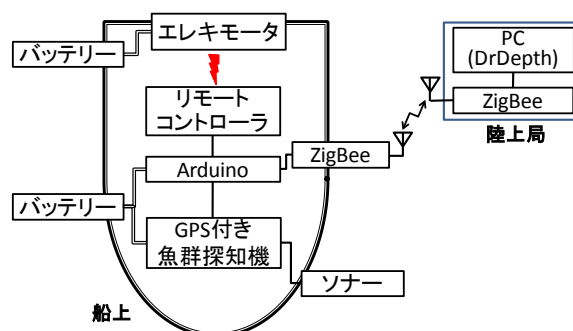 エレキモータ
バッテリー
リモート
コントローラ
Arduino
ZigBee
バッテリー
GPS付き
魚群探知機
ソナー
船上
PC
(DrDepth)
ZigBee
陸上局